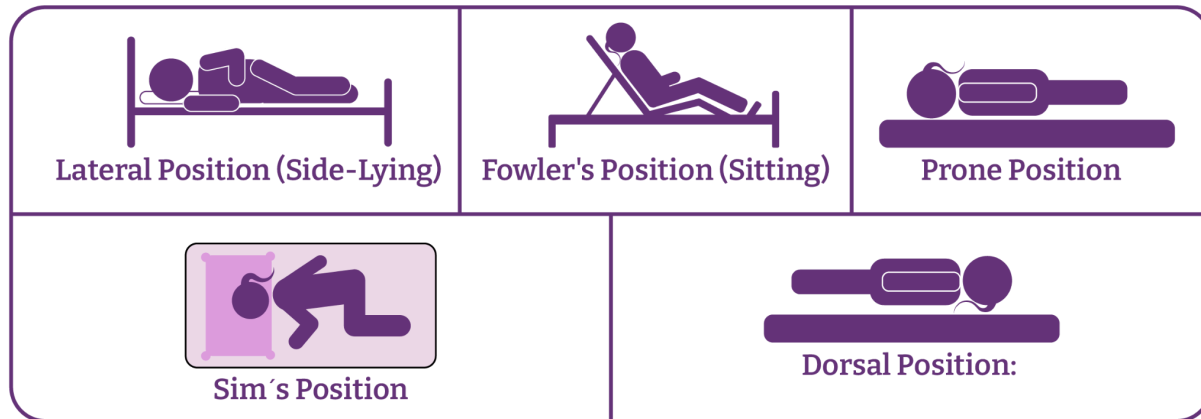 Lateral Position (Side-Lying)
Fowler's Position (Sitting)
Prone Position
Sim´s Position
Dorsal Position: